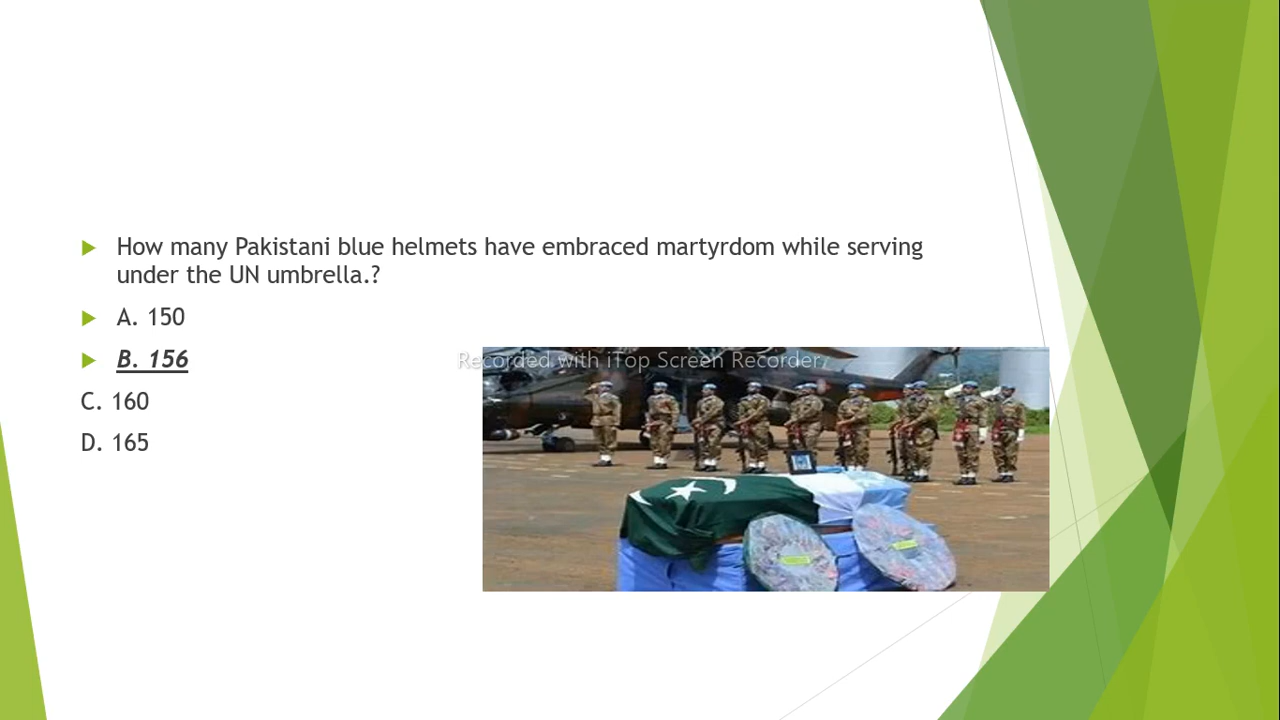 How many Pakistani blue helmets have embraced martyrdom while serving
under the UN umbrella.?
A. 150
B. 156
Recorded with iTop Screen Recorder
C. 160
D. 165